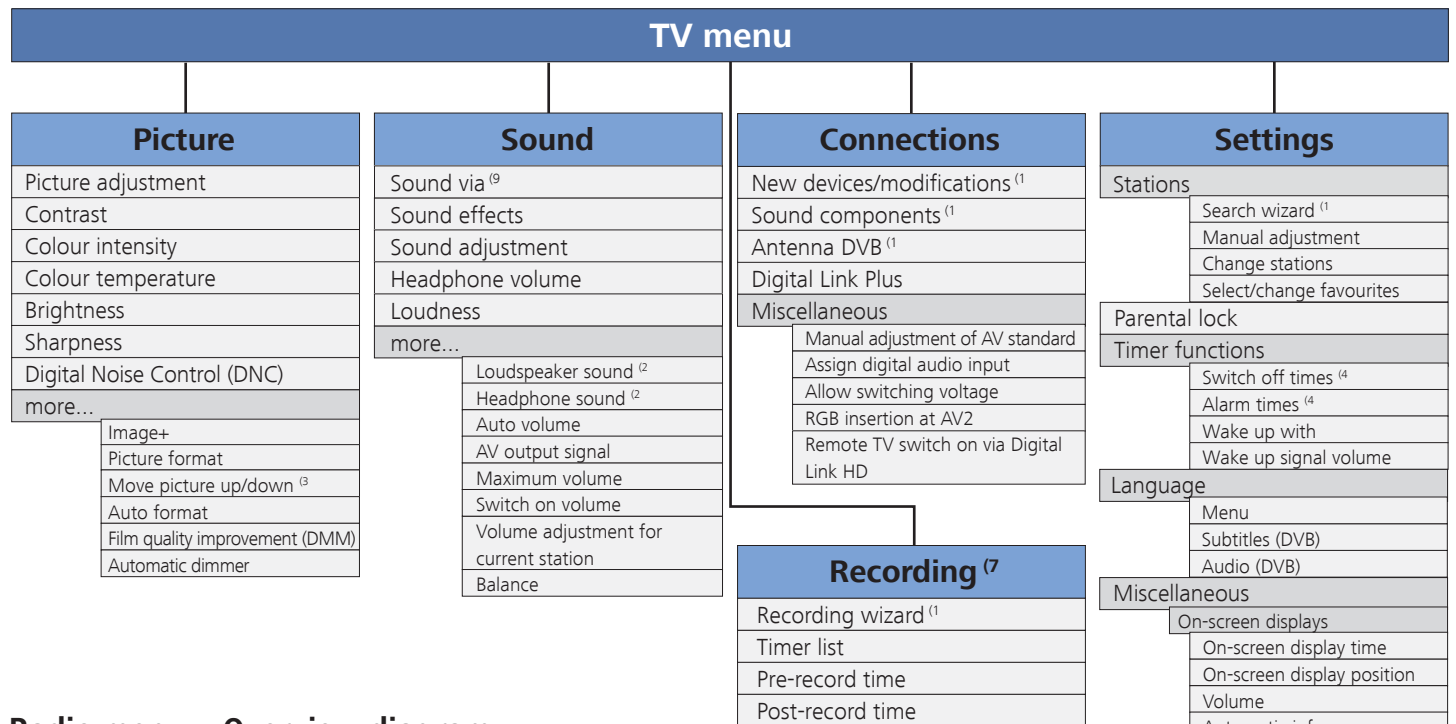 TV menu
Picture
Picture adjustment
Contrast
Colour intensity
Colour temperature
Brightness
Sharpness
Digital Noise Control (DNC)
more...
Image+
Picture format
Move picture up/down (3
Auto format
Film quality improvement (DMM)
Automatic dimmer
Sound
Sound via (9
Sound effects
Sound adjustment
Headphone volume
Loudness
more...
Loudspeaker sound (2
Headphone sound (2
Auto volume
AV output signal
Maximum volume
Switch on volume
Volume adjustment for
current station
Balance
Connections
New devices/modifications (1
Sound components (1
Antenna DVB (1
Digital Link Plus
Miscellaneous
Manual adjustment of AV standard
Assign digital audio input
Allow switching voltage
RGB insertion at AV2
Remote TV switch on via Digital
Link HD
Recording (7
Recording wizard (1
Timer list
Pre-record time
Post-record time
Settings
Stations
Search wizard (1
Manual adjustment
Change stations
Select/change favourites
Parental lock
Timer functions
Switch off times (4
Alarm times (4
Wake up with
Wake up signal volume
Language
Menu
Subtitles (DVB)
Audio (DVB)
Miscellaneous
On-screen displays
On-screen display time
On-screen display position
Volume